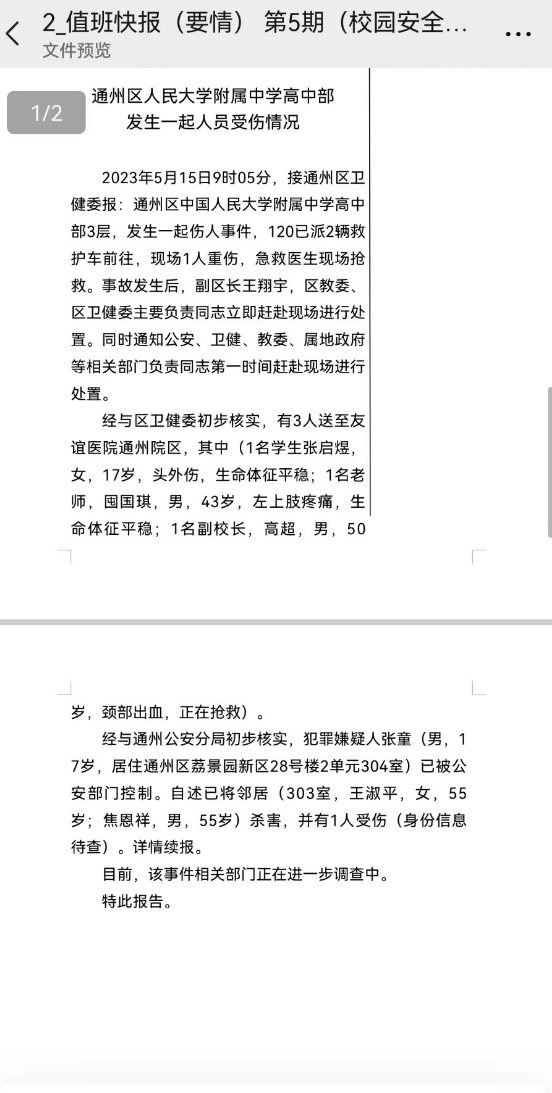 2_值班快报（要情） 第5期（校园安全...
文件预览
1/2
通州区人民大学附属中学高中部
发生一起人员受伤情况
2023年5月15日9时05分，接通州区卫
健委报：通州区中国人民大学附属中学高中
部3层，发生一起伤人事件，120已派2辆救
护车前往，现场1人重伤，急救医生现场抢
救。事故发生后，副区长王翔宇，区教委、
区卫健委主要负责同志立即赶赴现场进行处
置。同时通知公安、卫健、教委、属地政府
等相关部门负责同志第一时间赶赴现场进行
处置。
经与区卫健委初步核实，有3人送至友
谊医院通州院区，其中（1名学生张启煜，
女，17岁，头外伤，生命体征平稳；1名老
师，囤国琪，男，43岁，左上肢疼痛，生
命体征平稳；1名副校长，高超，男，50
岁，颈部出血，正在抢救）。
经与通州公安分局初步核实，犯罪嫌疑人张童（男，1
7岁，居住通州区荔景园新区28号楼2单元304室）已被公
安部门控制。自述已将邻居（303室，王淑平，女，55
岁；焦恩祥，男，55岁）杀害，并有1人受伤（身份信息
待查）。详情续报。
目前，该事件相关部门正在进一步调查中。
特此报告。